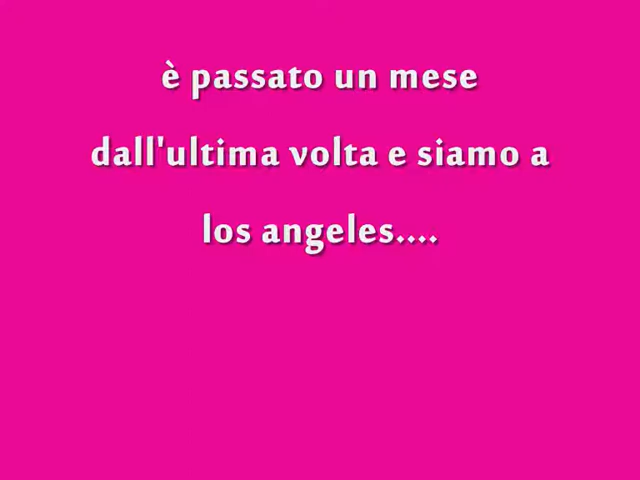 è passato un mese
dall'ultima volta e siamo a
los angeles....